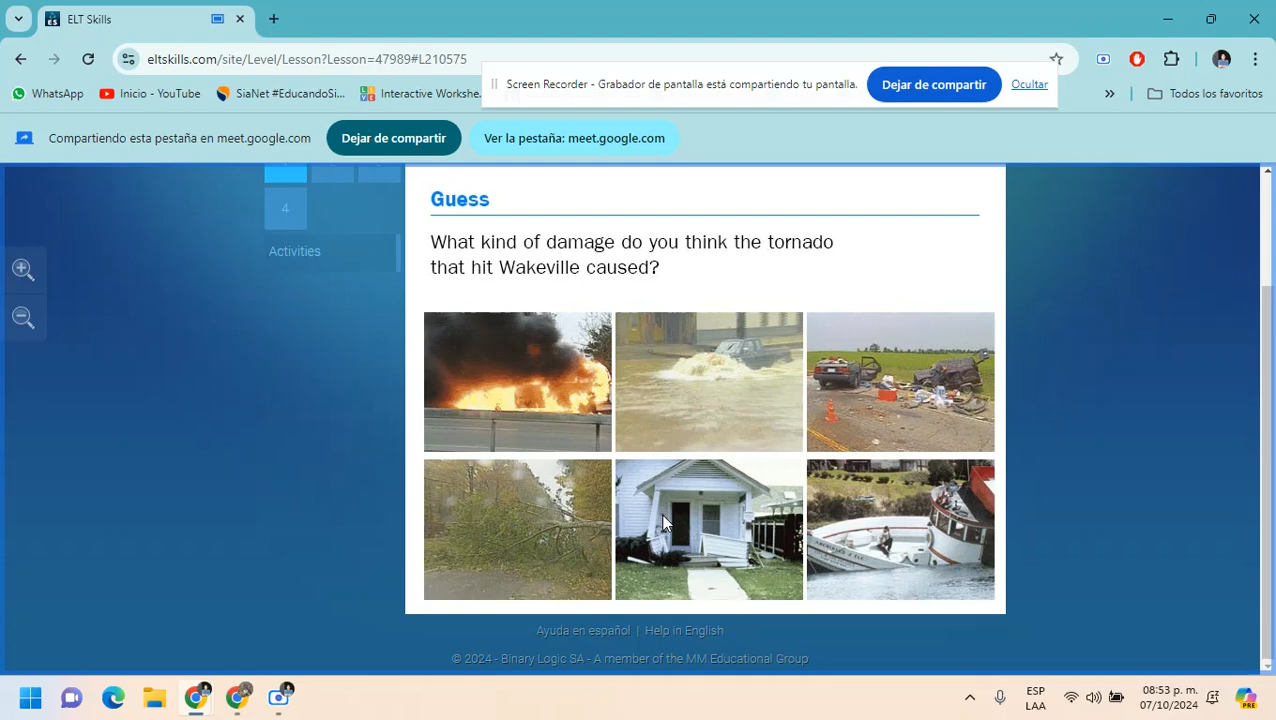 ELT Skills
eltskills.com/site/Level/Lesson?Lesson=47989#L210575
Screen Recorder - Grabador de pantalla está compartiendo tu pantalla.
Dejar de compartir
Ocultar
WhatsApp
Inicio - YouTube
SiaNet #EducandoSi...
Interactive Workshe...
Todos los favoritos
Compartiendo esta pestaña en meet.google.com
Dejar de compartir
Ver la pestaña: meet.google.com
4
Activities
Guess
What kind of damage do you think the tornado
that hit Wakeville caused?
Ayuda en español | Help in English
© 2024 - Binary Logic SA - A member of the MM Educational Group
ESP
LAA
08:53 p. m.
07/10/2024
PRE